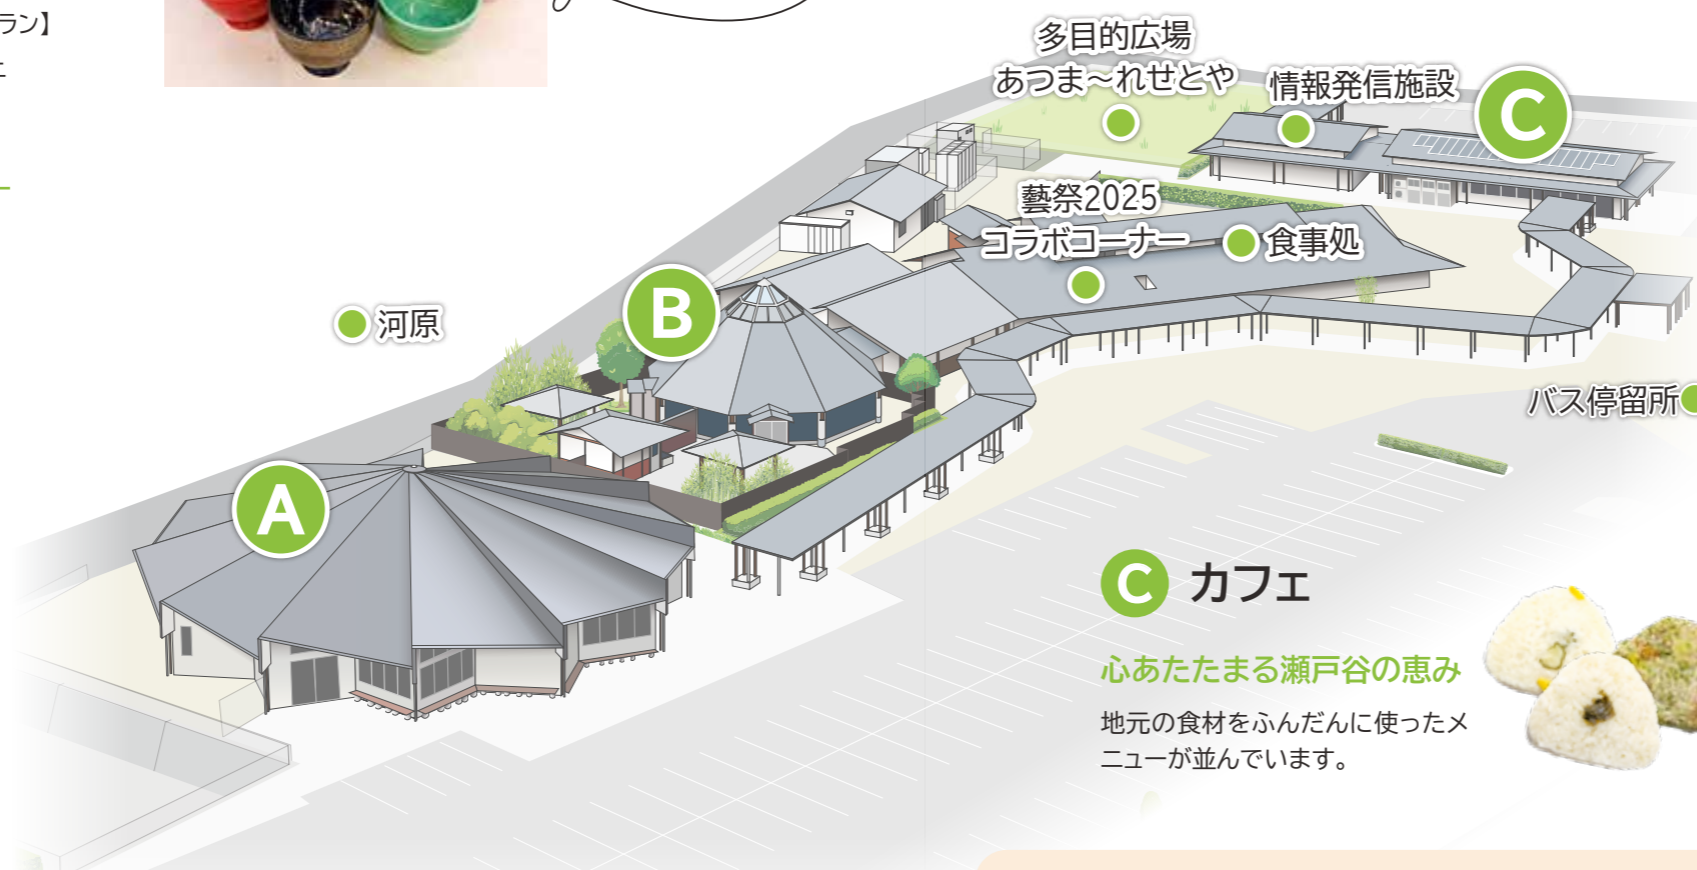 ラン】
多目的広場
あつま～れせとや
情報発信施設
C
藝祭2025
コラボコーナー
食事処
B
河原
バス停留所
A
C カフェ
心あたたまる瀬戸谷の恵み
地元の食材をふんだんに使ったメ
ニューが並んでいます。